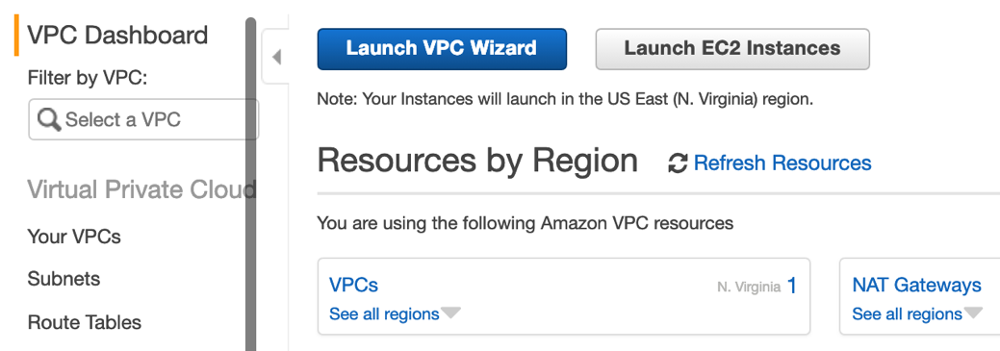 VPC Dashboard
Filter by VPC:
Select a VPC
Virtual Private Cloud
Your VPCs
Subnets
Route Tables
Launch VPC Wizard
Launch EC2 Instances
Note: Your Instances will launch in the US East (N. Virginia) region.
Resources by Region
Refresh Resources
You are using the following Amazon VPC resources
VPCs
N. Virginia 1
See all regions
NAT Gateways
See all regions